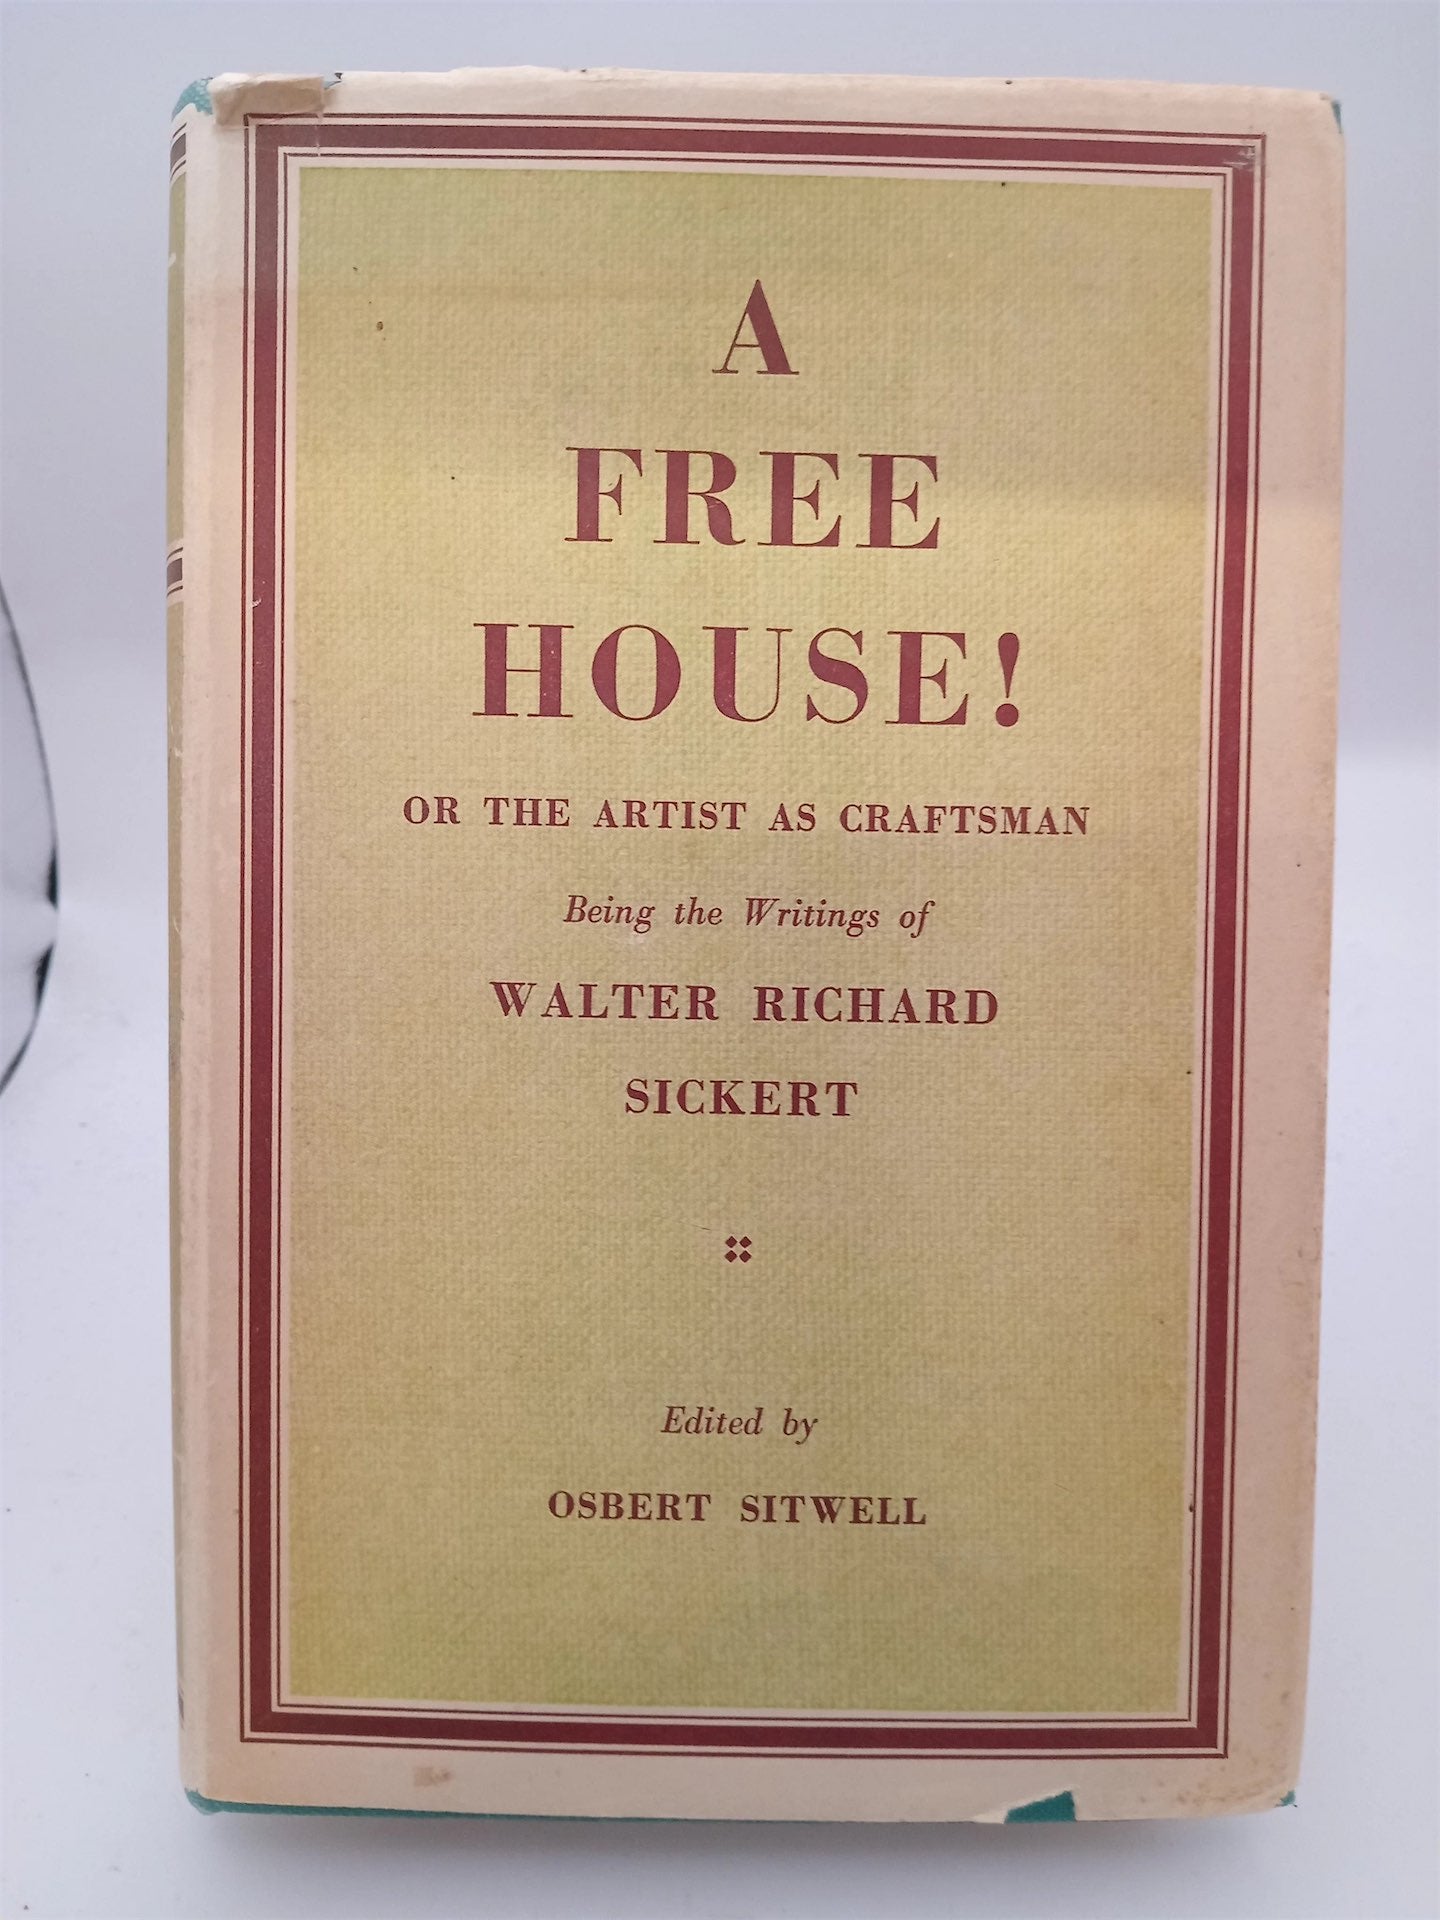 A
FREE
HOUSE!
OR THE ARTIST AS CRAFTSMAN
Being the Writings of
WALTER RICHARD
SICKERT
Edited by
OSBERT SITWELL